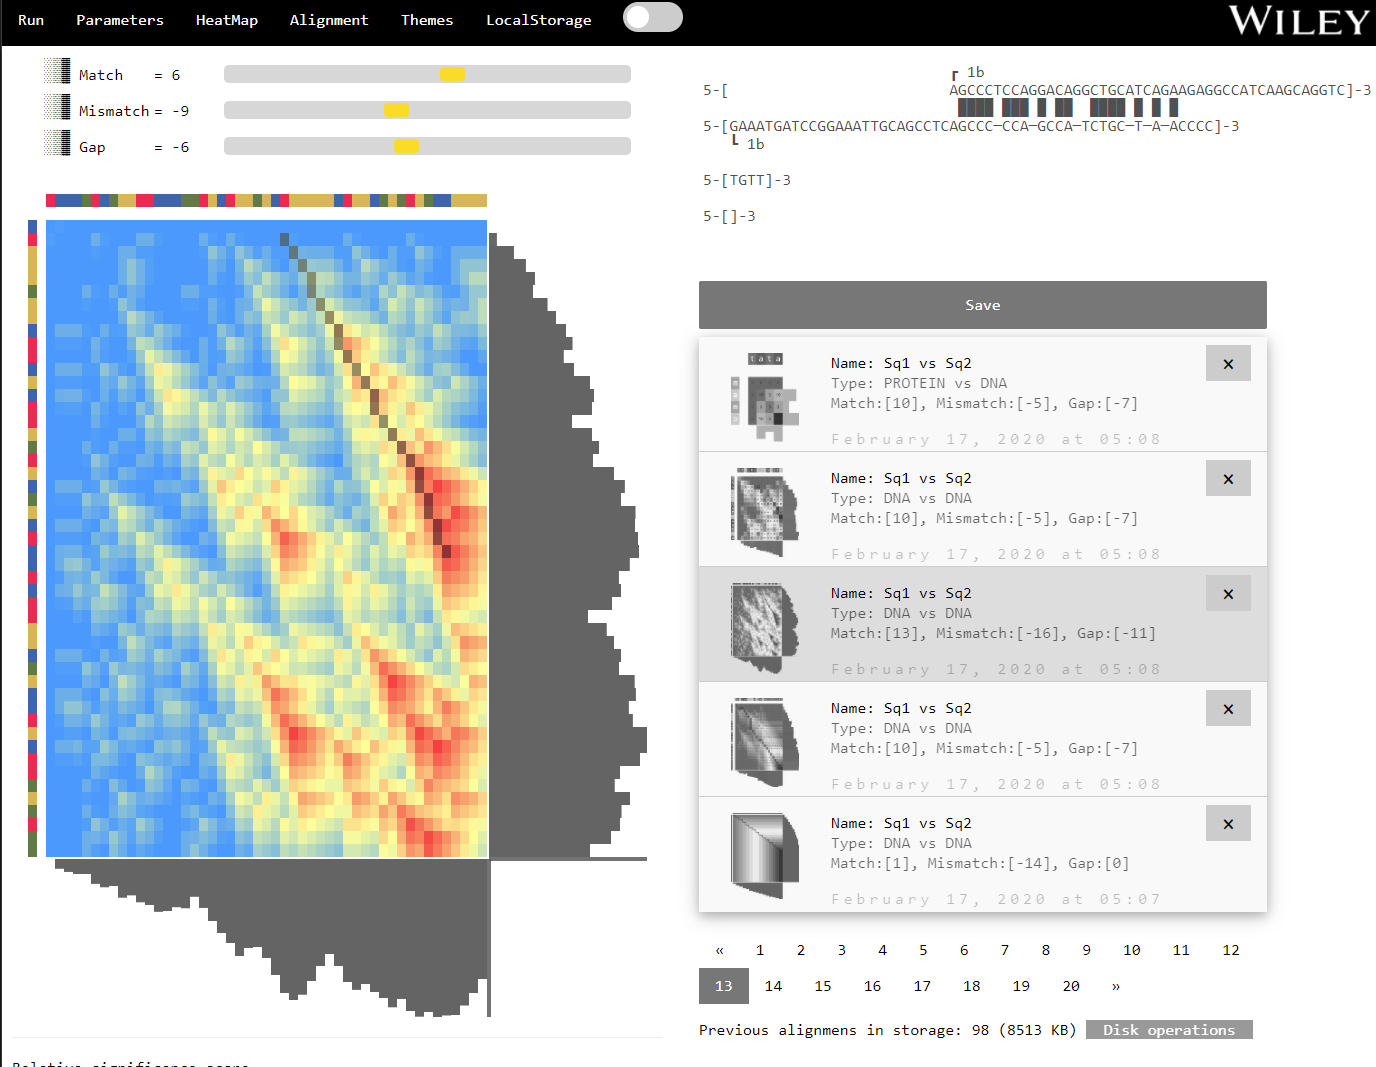 Run Parameters HeatMap Alignment Themes LocalStorage WILEY
Match = 6
Mismatch = -9
Gap = -6
┏ 1b
5-[ AGCCCTCCAGGACAGGCTGCATCAGAAGAGGCCATCAAGCAGGTC]-3
5-[GAAATGATCCGGAAATTGCAGCCTCAGCCC—CCA—GCCA—TCTGC—T—A—ACCCC]-3
┗ 1b
5-[TGTT]-3
5-[]-3
Save
tata
Name: Sq1 vs Sq2
Type: PROTEIN vs DNA
Match:[10], Mismatch:[-5], Gap:[-7]
February 17, 2020 at 05:08
×
Name: Sq1 vs Sq2
Type: DNA vs DNA
Match:[10], Mismatch:[-5], Gap:[-7]
February 17, 2020 at 05:08
×
Name: Sq1 vs Sq2
Type: DNA vs DNA
Match:[13], Mismatch:[-16], Gap:[-11]
February 17, 2020 at 05:08
×
Name: Sq1 vs Sq2
Type: DNA vs DNA
Match:[10], Mismatch:[-5], Gap:[-7]
February 17, 2020 at 05:08
×
Name: Sq1 vs Sq2
Type: DNA vs DNA
Match:[1], Mismatch:[-14], Gap:[0]
February 17, 2020 at 05:07
×
« 1 2 3 4 5 6 7 8 9 10 11 12
13 14 15 16 17 18 19 20 »
Previous alignmens in storage: 98 (8513 KB) Disk operations